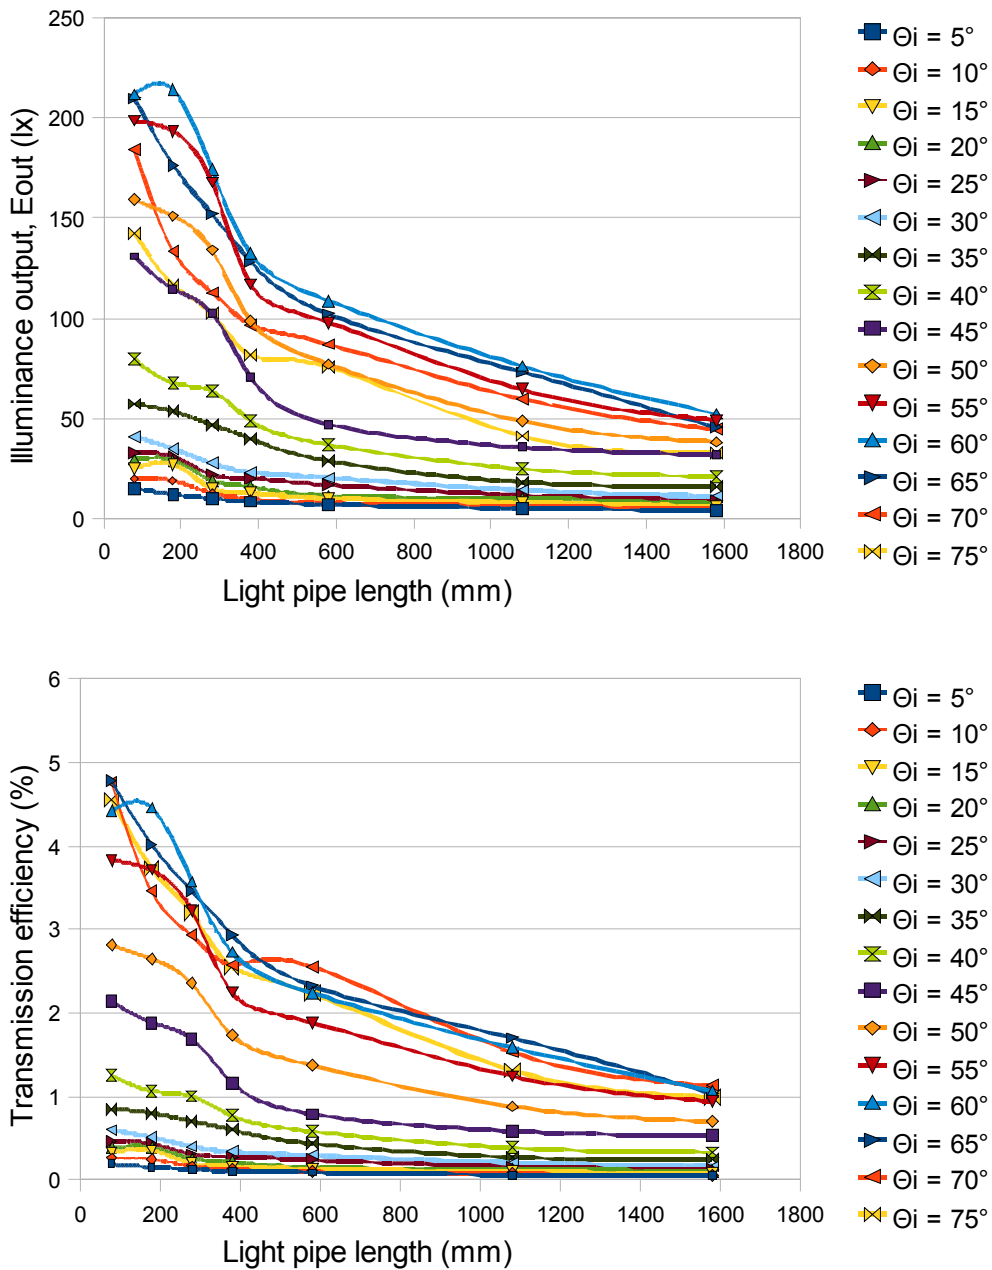 250
200
150
100
50
0
Illuminance output, Eout (lx)
0 200 400 600 800 1000 1200 1400 1600 1800
Light pipe length (mm)
Θi = 5°
Θi = 10°
Θi = 15°
Θi = 20°
Θi = 25°
Θi = 30°
Θi = 35°
Θi = 40°
Θi = 45°
Θi = 50°
Θi = 55°
Θi = 60°
Θi = 65°
Θi = 70°
Θi = 75°
6
5
4
3
2
1
0
Transmission efficiency (%)
0 200 400 600 800 1000 1200 1400 1600 1800
Light pipe length (mm)
Θi = 5°
Θi = 10°
Θi = 15°
Θi = 20°
Θi = 25°
Θi = 30°
Θi = 35°
Θi = 40°
Θi = 45°
Θi = 50°
Θi = 55°
Θi = 60°
Θi = 65°
Θi = 70°
Θi = 75°